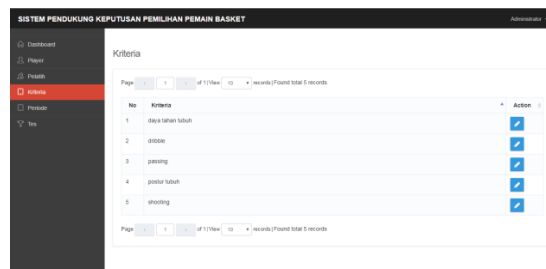 SISTEM PENDUKUNG KEPUTUSAN PEMILIHAN PEMAIN BASKET
Administrator
Dashboard
Player
Pelatih
Kriteria
Periode
Tes
Kriteria
Page 1 of 1 | View 10 records | Found total 5 records
No Kriteria Action
1 daya tahan tubuh
2 dribble
3 passing
4 postur tubuh
5 shooting
Page 1 of 1 | View 10 records | Found total 5 records